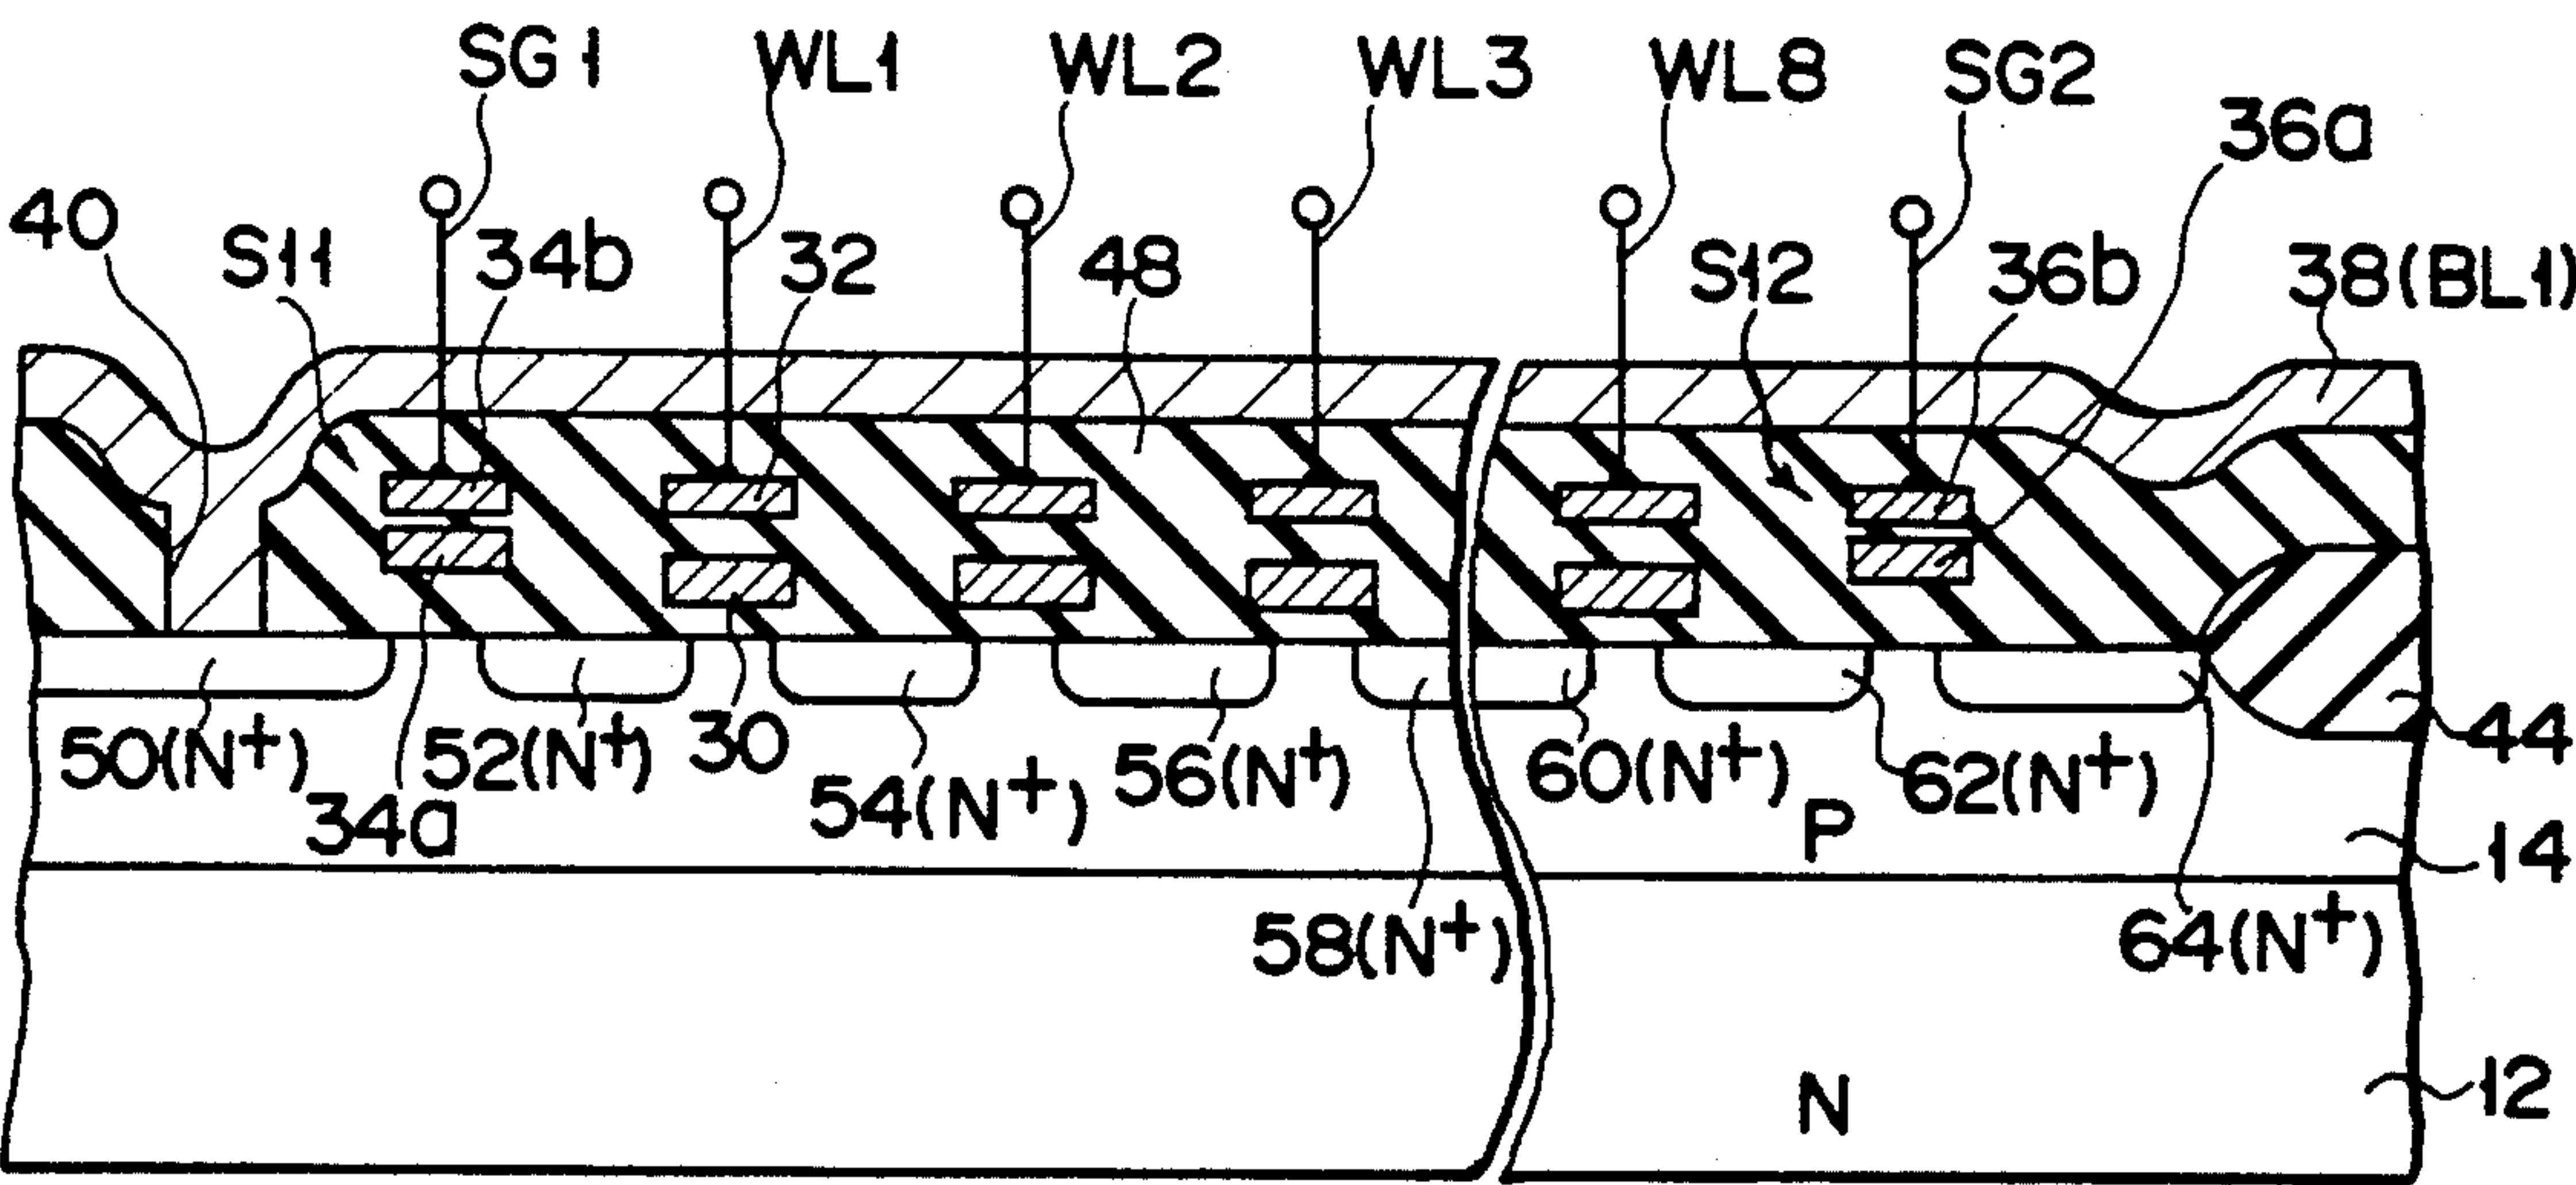 SG1 WL1 WL2 WL3 WL8 SG2
36a
40 S11 34b 32 48 S12 36b 38(BL1)
50(N+) 52(N+) 30 56(N+) 60(N+) 44
34a 54(N+) P 62(N+)
14
58(N+) 64(N+)
N 12